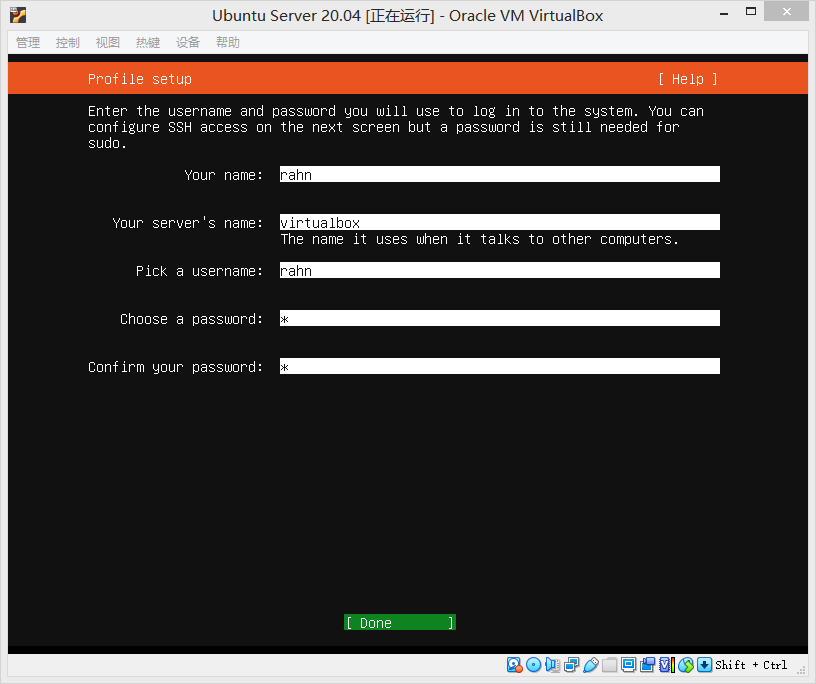 Ubuntu Server 20.04 [正在运行] - Oracle VM VirtualBox
管理 控制 视图 热键 设备 帮助
Profile setup [ Help ]
Enter the username and password you will use to log in to the system. You can
configure SSH access on the next screen but a password is still needed for
sudo.
Your name: rahn
Your server's name: virtualbox
The name it uses when it talks to other computers.
Pick a username: rahn
Choose a password: *
Confirm your password: *
[ Done ]
Shift + Ctrl